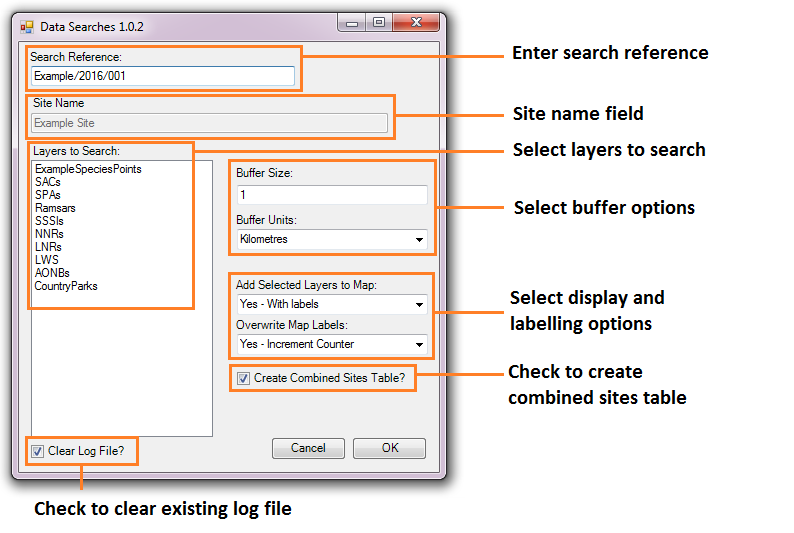 Data Searches 1.0.2
Search Reference:
Example/2016/001
Enter search reference
Site Name
Example Site
Site name field
Layers to Search:
ExampleSpeciesPoints
SACs
SPAs
Ramsars
SSSIs
NNRs
LNRs
LWS
AONBs
CountryParks
Select layers to search
Buffer Size:
1
Buffer Units:
Kilometres
Select buffer options
Add Selected Layers to Map:
Yes - With labels
Overwrite Map Labels:
Yes - Increment Counter
Select display and
labelling options
Create Combined Sites Table?
Check to create
combined sites table
Clear Log File?
Cancel
OK
Check to clear existing log file